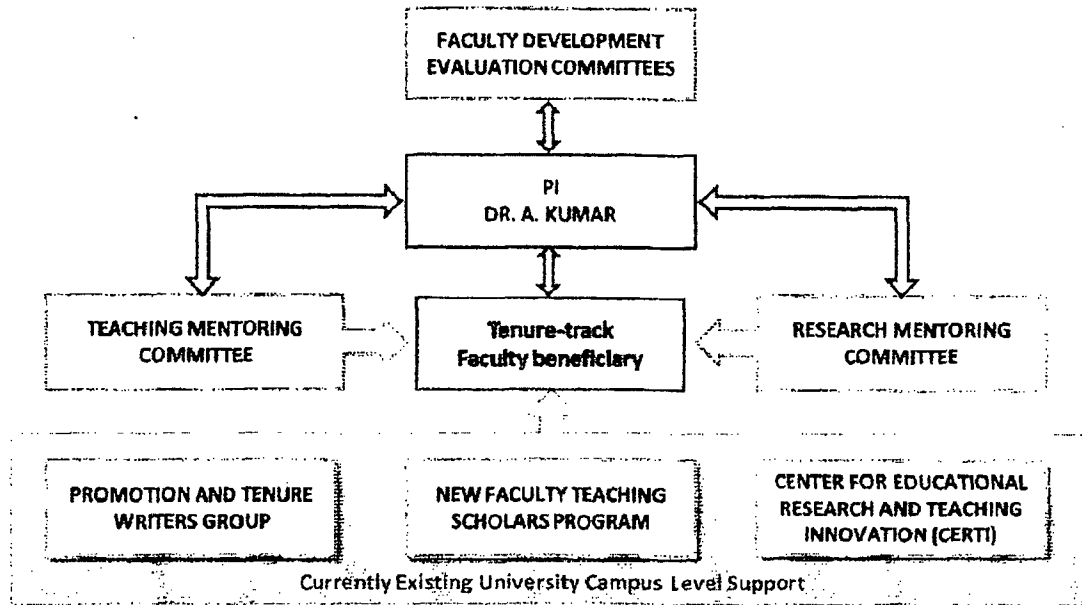 FACULTY DEVELOPMENT
EVALUATION COMMITTEES
PI
DR. A. KUMAR
TEACHING MENTORING
COMMITTEE
Tenure-track
Faculty beneficiary
RESEARCH MENTORING
COMMITTEE
PROMOTION AND TENURE
WRITERS GROUP
NEW FACULTY TEACHING
SCHOLARS PROGRAM
CENTER FOR EDUCATIONAL
RESEARCH AND TEACHING
INNOVATION (CERTI)
Currently Existing University Campus Level Support